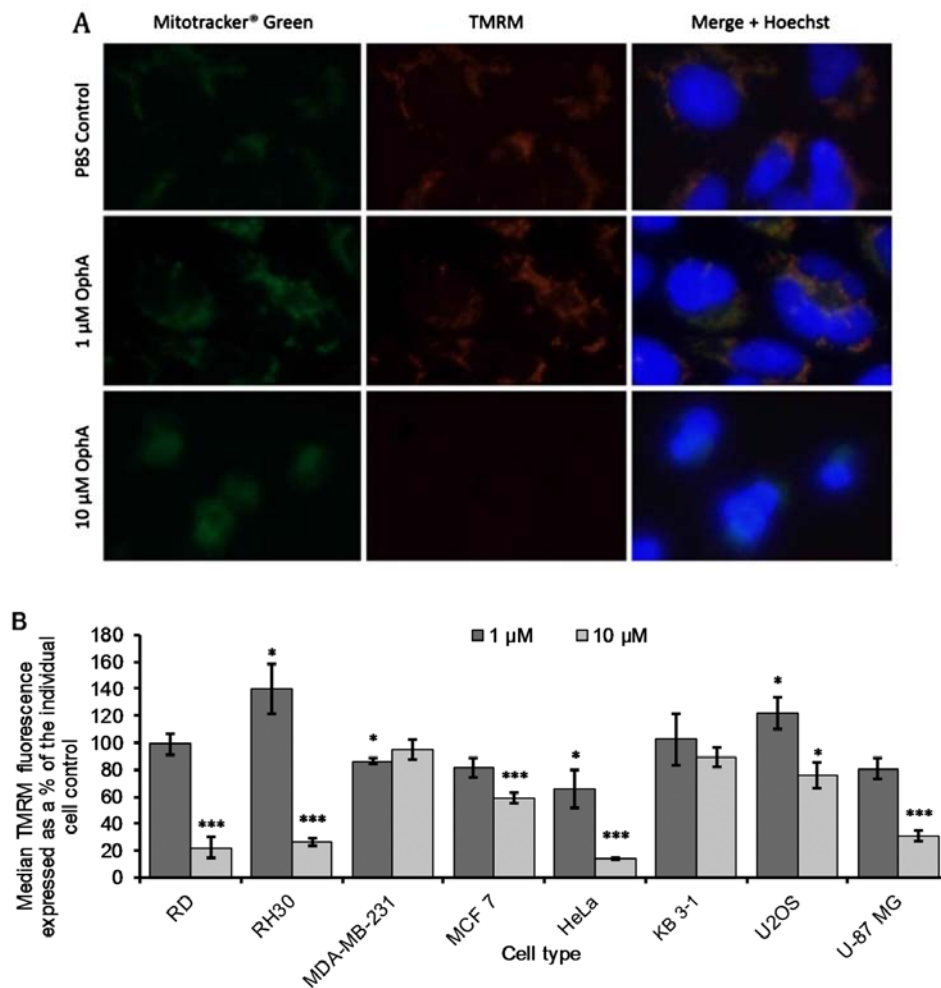 A
Mitotracker® Green TMRM Merge + Hoechst
PBS Control
1 µM OphA
10 µM OphA
B
Median TMRM fluorescence
expressed as a % of the individual
cell control
180
160
140
120
100
80
60
40
20
0
1 µM 10 µM
***
*
***
*
***
*
***
*
*
***
RD RH30 MDA-MB-231 MCF 7 HeLa KB 3-1 U2OS U-87 MG
Cell type